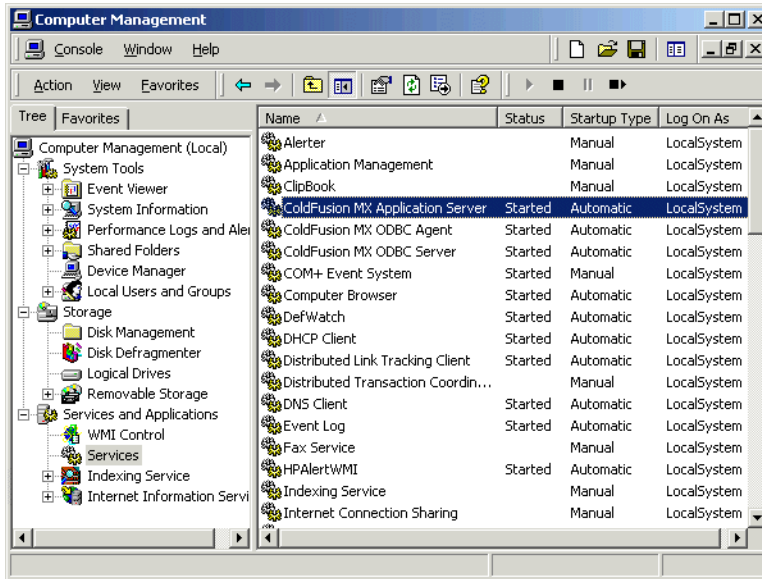 Computer Management
Console Window Help
Action View Favorites
Tree Favorites
Computer Management (Local)
System Tools
Event Viewer
System Information
Performance Logs and Aler
Shared Folders
Device Manager
Local Users and Groups
Storage
Disk Management
Disk Defragmenter
Logical Drives
Removable Storage
Services and Applications
WMI Control
Services
Indexing Service
Internet Information Servi
Name Status Startup Type Log On As
Alerter Manual LocalSystem
Application Management Manual LocalSystem
ClipBook Manual LocalSystem
ColdFusion MX Application Server Started Automatic LocalSystem
ColdFusion MX ODBC Agent Started Automatic LocalSystem
ColdFusion MX ODBC Server Started Automatic LocalSystem
COM+ Event System Started Manual LocalSystem
Computer Browser Started Automatic LocalSystem
DefWatch Started Automatic LocalSystem
DHCP Client Started Automatic LocalSystem
Distributed Link Tracking Client Started Automatic LocalSystem
Distributed Transaction Coordin... Manual LocalSystem
DNS Client Started Automatic LocalSystem
Event Log Started Automatic LocalSystem
Fax Service Manual LocalSystem
HPAlertWMI Started Automatic LocalSystem
Indexing Service Manual LocalSystem
Internet Connection Sharing Manual LocalSystem